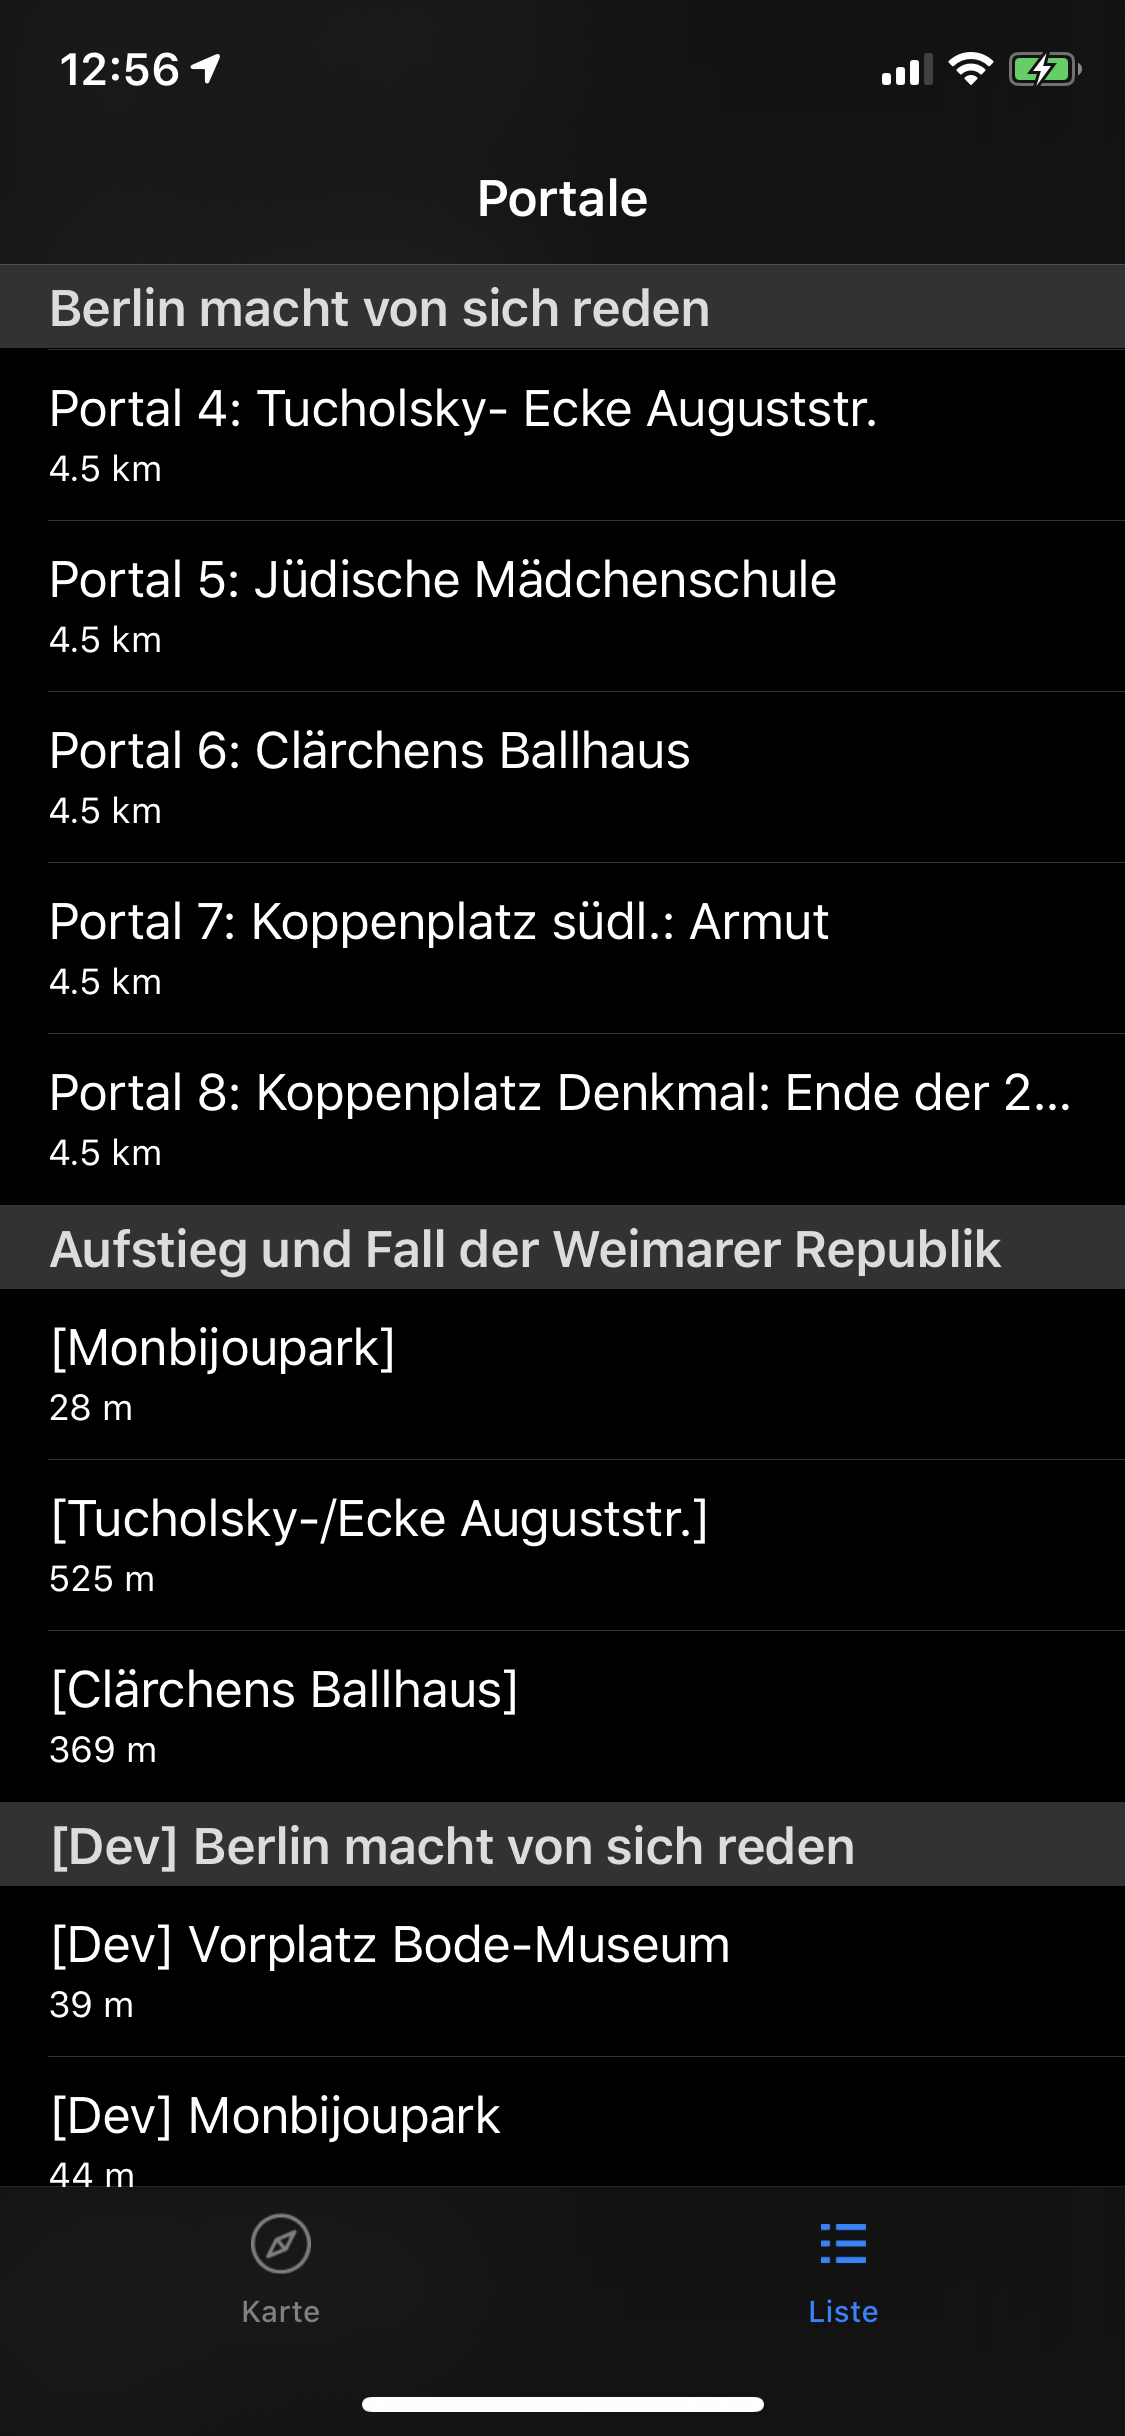 12:56
Portale
Berlin macht von sich reden
Portal 4: Tucholsky- Ecke Auguststr.
4.5 km
Portal 5: Jüdische Mädchenschule
4.5 km
Portal 6: Clärchens Ballhaus
4.5 km
Portal 7: Koppenplatz südl.: Armut
4.5 km
Portal 8: Koppenplatz Denkmal: Ende der 2...
4.5 km
Aufstieg und Fall der Weimarer Republik
[Monbijoupark]
28 m
[Tucholsky-/Ecke Auguststr.]
525 m
[Clärchens Ballhaus]
369 m
[Dev] Berlin macht von sich reden
[Dev] Vorplatz Bode-Museum
39 m
[Dev] Monbijoupark
44 m
Karte
Liste